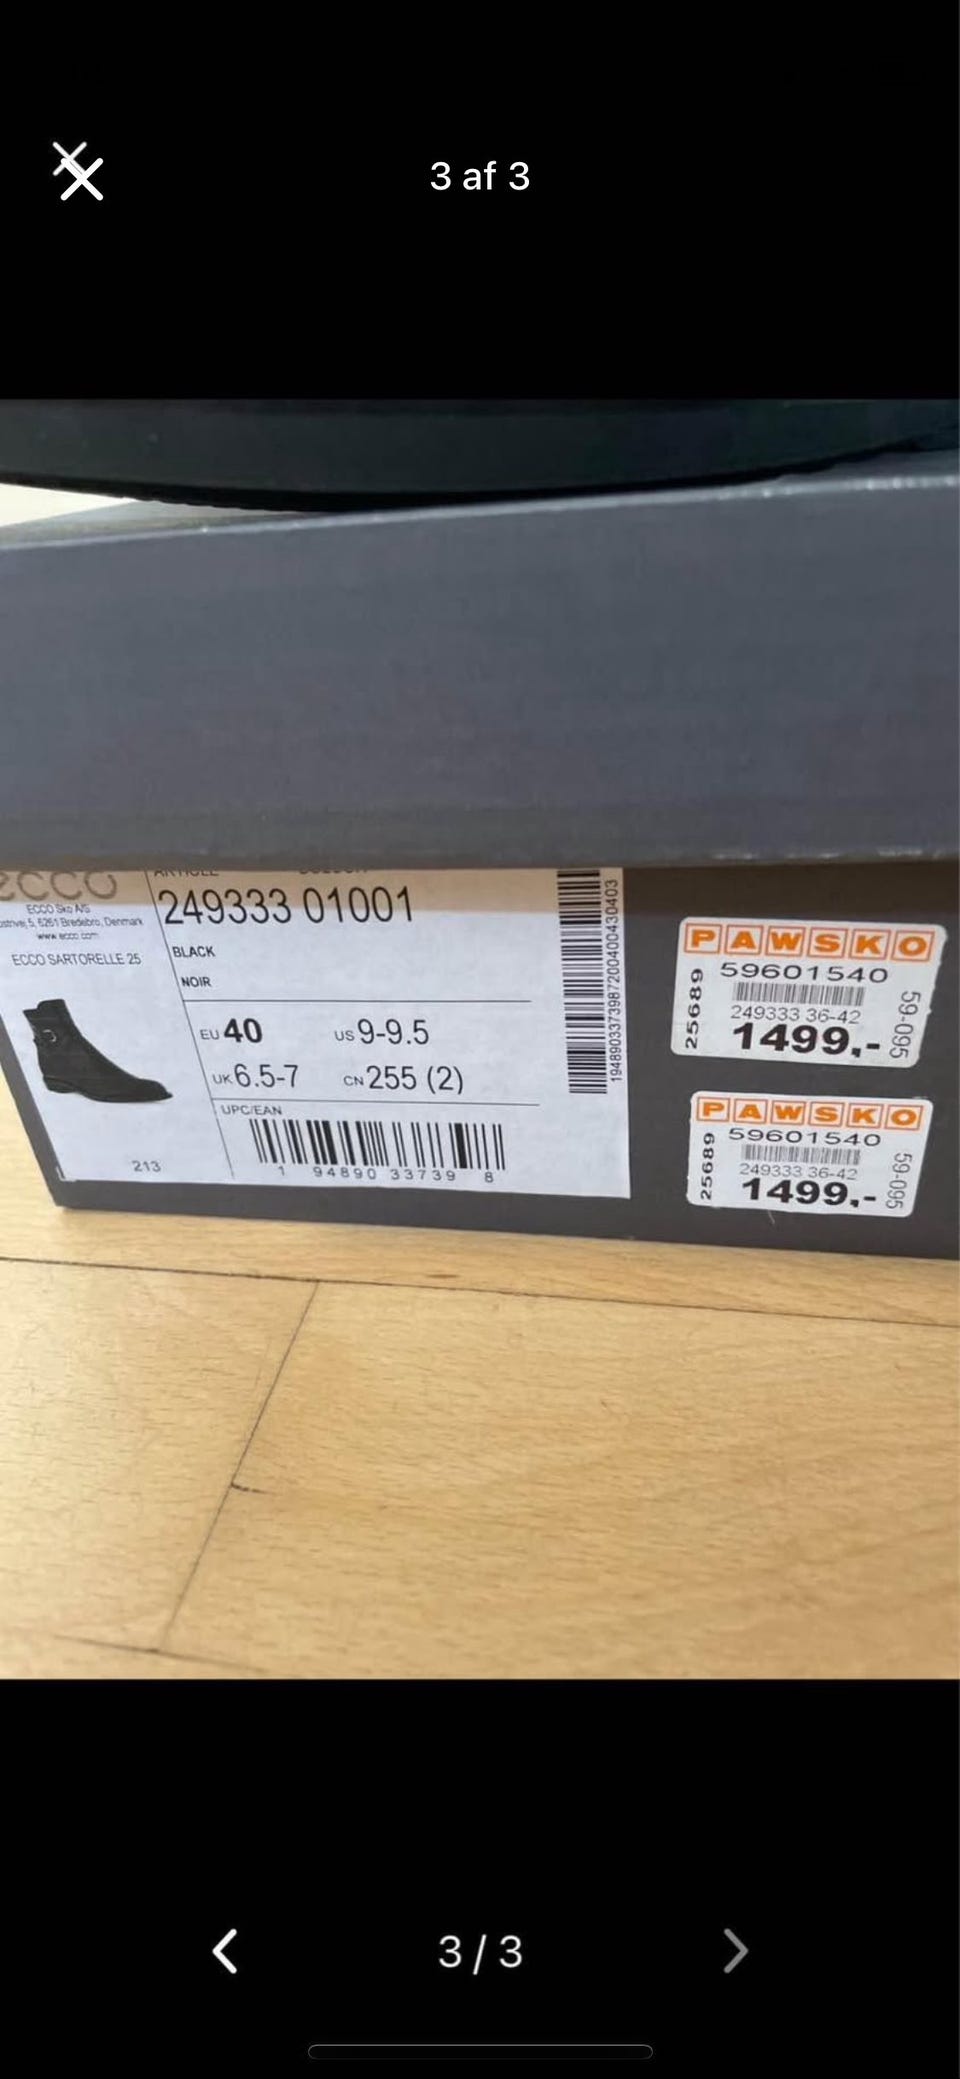 3 af 3
ecco
ECCO Sko A/S
5, 6261 Bredebro, Denmark
www.ecco.com
ECCO SARTORELLE 25
213
ARTICLE
249333 01001
BLACK
NOIR
EU 40
US 9-9.5
UK 6.5-7
CN 255 (2)
UPC/EAN
1 94890 33739 8
PAWSKO
59601540
25689
249333 36-42
1499,-
59-095
PAWSKO
59601540
25689
249333 36-42
1499,-
59-095
3 / 3